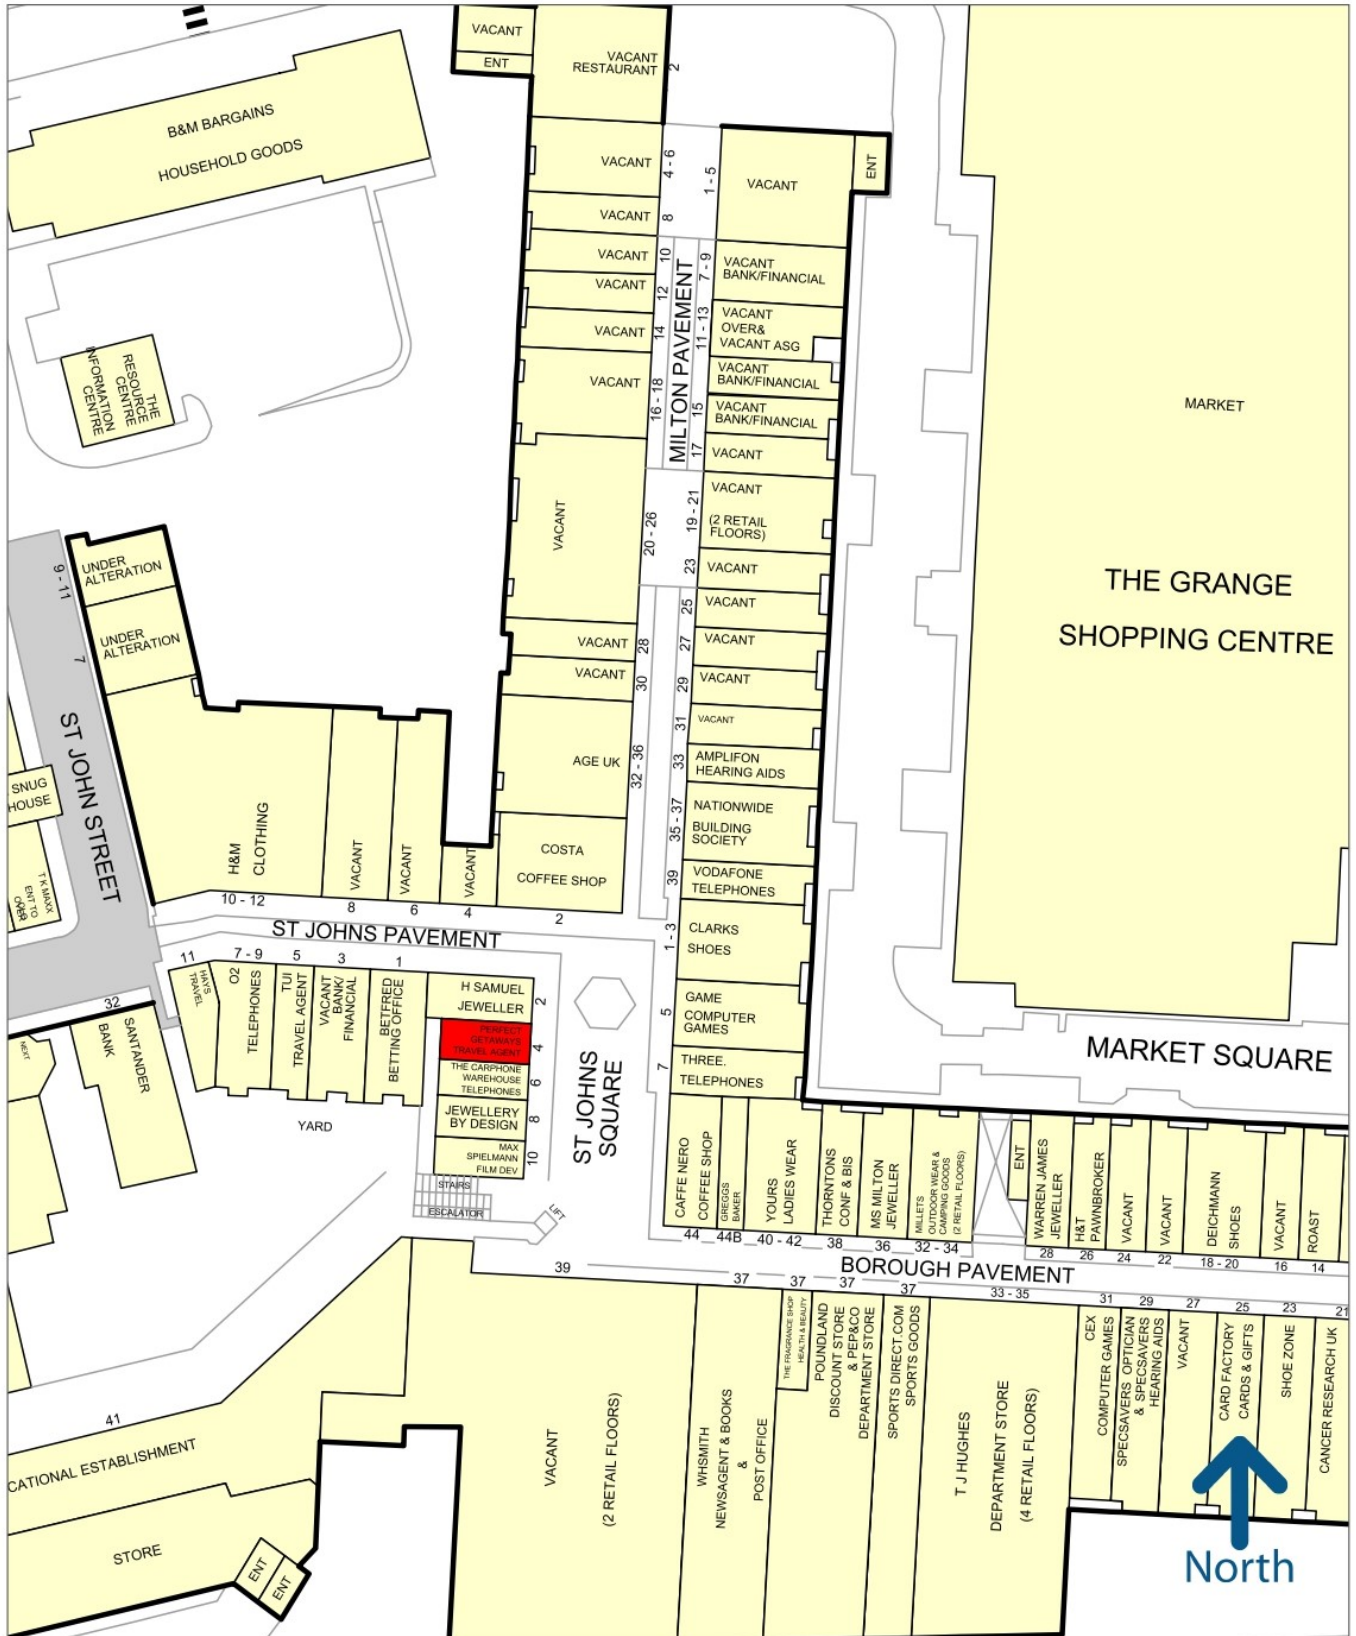 VACANT
ENT
VACANT
RESTAURANT
2
B&M BARGAINS
HOUSEHOLD GOODS
VACANT
4 - 6
1 - 5
VACANT
ENT
VACANT
8
VACANT
10
7 - 9
VACANT
BANK/FINANCIAL
VACANT
12
MILTON PAVEMENT
11 - 13
VACANT
OVER&
VACANT ASG
VACANT
14
VACANT
BANK/FINANCIAL
VACANT
16 - 18
15
VACANT
BANK/FINANCIAL
17
VACANT
THE
RESOURCE
CENTRE
INFORMATION
CENTRE
MARKET
THE GRANGE
SHOPPING CENTRE
VACANT
20 - 26
19 - 21
VACANT
(2 RETAIL
FLOORS)
23
VACANT
25
VACANT
VACANT
28
27
VACANT
VACANT
30
29
VACANT
31
VACANT
AGE UK
32 - 36
33
AMPLIFON
HEARING AIDS
35 - 37
NATIONWIDE
BUILDING
SOCIETY
39
VODAFONE
TELEPHONES
9 - 11
UNDER
ALTERATION
7
UNDER
ALTERATION
ST JOHN STREET
SNUG
HOUSE
T K MAXX
ENT TO
OVER
H&M
CLOTHING
VACANT
VACANT
VACANT
COSTA
COFFEE SHOP
10 - 12
8
6
4
2
ST JOHNS PAVEMENT
1 - 3
CLARKS
SHOES
11
7 - 9
5
3
1
HAYS
TRAVEL
O2
TELEPHONES
TUI
TRAVEL AGENT
VACANT
BANK/
FINANCIAL
BETFRED
BETTING OFFICE
H SAMUEL
JEWELLER
2
PERFECT
GETAWAYS
TRAVEL AGENT
4
THE CARPHONE
WAREHOUSE
TELEPHONES
6
JEWELLERY
BY DESIGN
8
MAX
SPIELMANN
FILM DEV
10
STAIRS
ESCALATOR
LIFT
ST JOHNS
SQUARE
5
GAME
COMPUTER
GAMES
7
THREE.
TELEPHONES
MARKET SQUARE
32
SANTANDER
BANK
NEXT
YARD
CAFFE NERO
COFFEE SHOP
GREGGS
BAKER
YOURS
LADIES WEAR
THORNTONS
CONF & BIS
MS MILTON
JEWELLER
MILLETS
OUTDOOR WEAR &
CAMPING GOODS
(2 RETAIL FLOORS)
ENT
WARREN JAMES
JEWELLER
H&T
PAWNBROKER
VACANT
VACANT
DEICHMANN
SHOES
VACANT
ROAST
44
44B
40 - 42
38
36
32 - 34
28
26
24
22
18 - 20
16
14
BOROUGH PAVEMENT
39
37
37
37
37
33 - 35
31
29
27
25
23
21
VACANT
(2 RETAIL FLOORS)
WHSMITH
NEWSAGENT & BOOKS
&
POST OFFICE
THE FRAGRANCE SHOP
HEALTH & BEAUTY
POUNDLAND
DISCOUNT STORE
& PEP&CO
DEPARTMENT STORE
SPORTS DIRECT.COM
SPORTS GOODS
T J HUGHES
DEPARTMENT STORE
(4 RETAIL FLOORS)
CEX
COMPUTER GAMES
SPECSAVERS OPTICIAN
& SPECSAVERS
HEARING AIDS
VACANT
CARD FACTORY
CARDS & GIFTS
SHOE ZONE
CANCER RESEARCH UK
41
CATIONAL ESTABLISHMENT
STORE
ENT
ENT
North